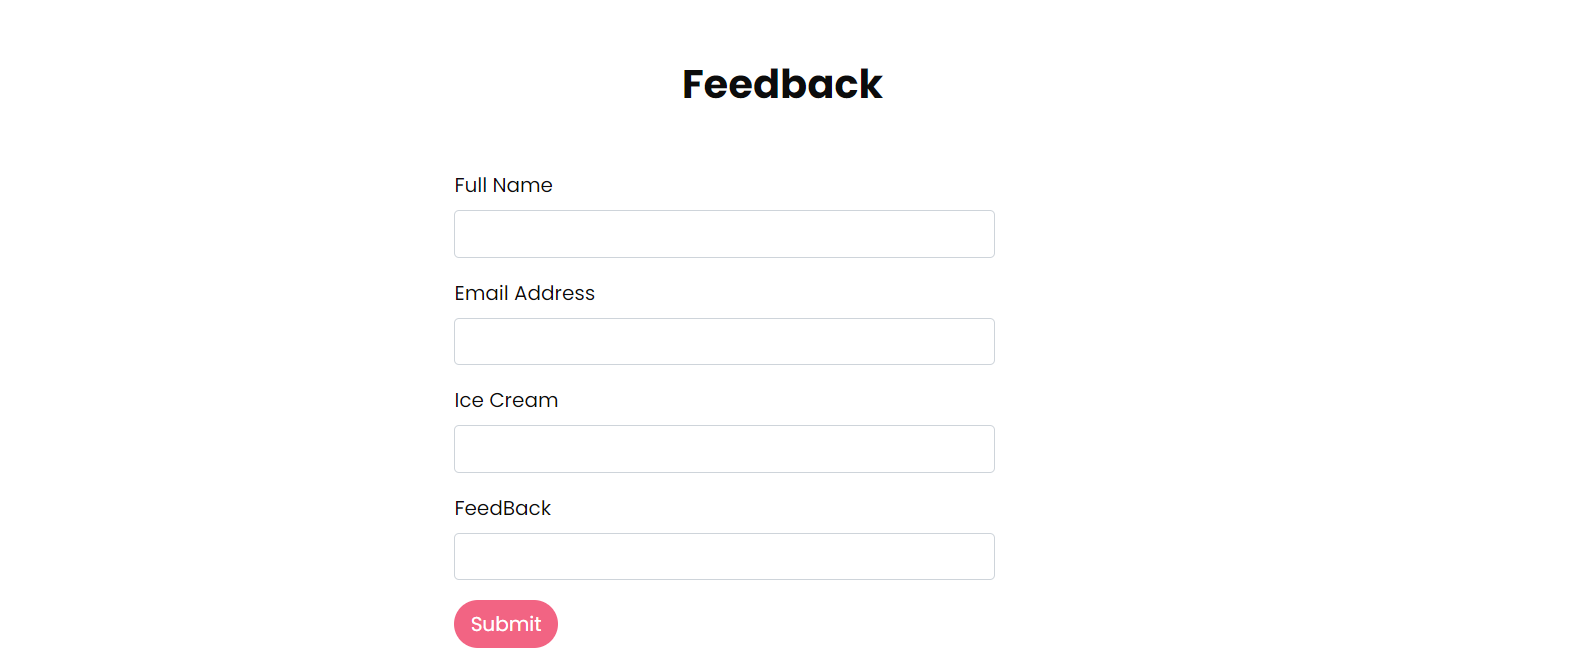 Feedback
Full Name
Email Address
Ice Cream
FeedBack
Submit